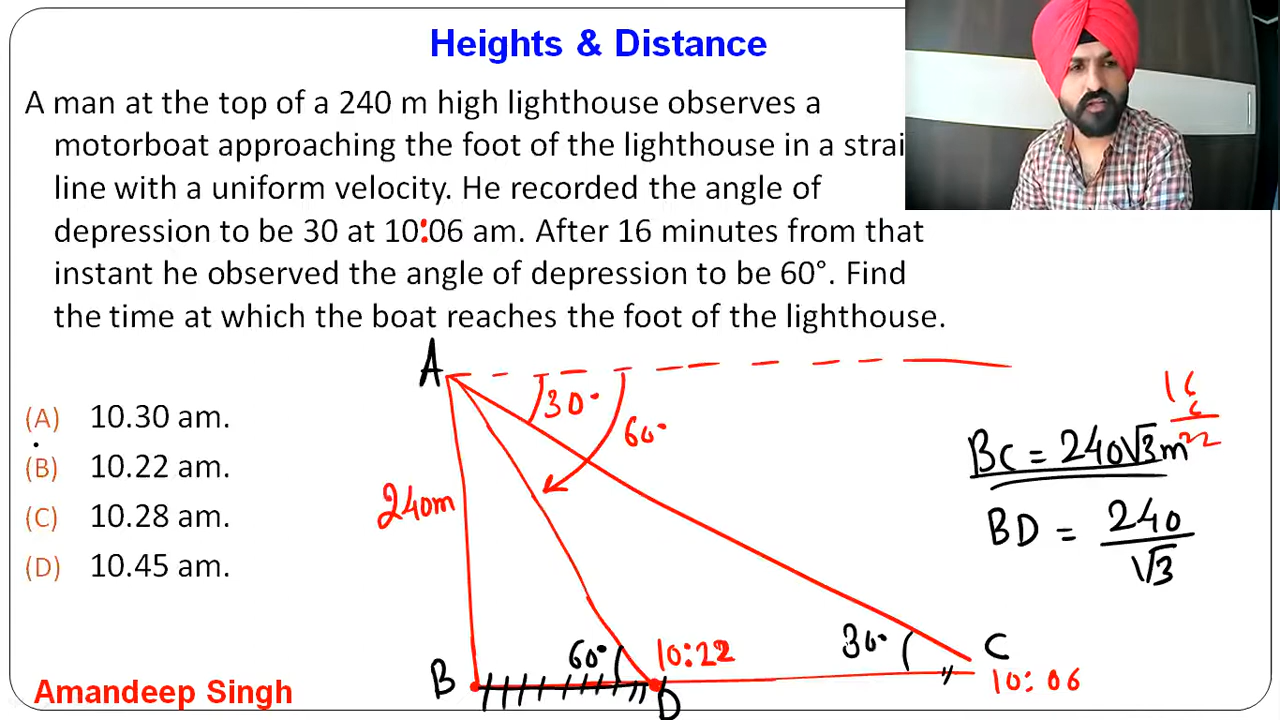 Heights & Distance
A man at the top of a 240 m high lighthouse observes a
motorboat approaching the foot of the lighthouse in a strai
line with a uniform velocity. He recorded the angle of
depression to be 30 at 10:06 am. After 16 minutes from that
instant he observed the angle of depression to be 60°. Find
the time at which the boat reaches the foot of the lighthouse.
(A) 10.30 am.
(B) 10.22 am.
(C) 10.28 am.
(D) 10.45 am.
A
30°
60°
240m
16
6
22
BC = 240√3m
BD = 240/√3
B
60°
10:22
D
30°
C
10:06
Amandeep Singh